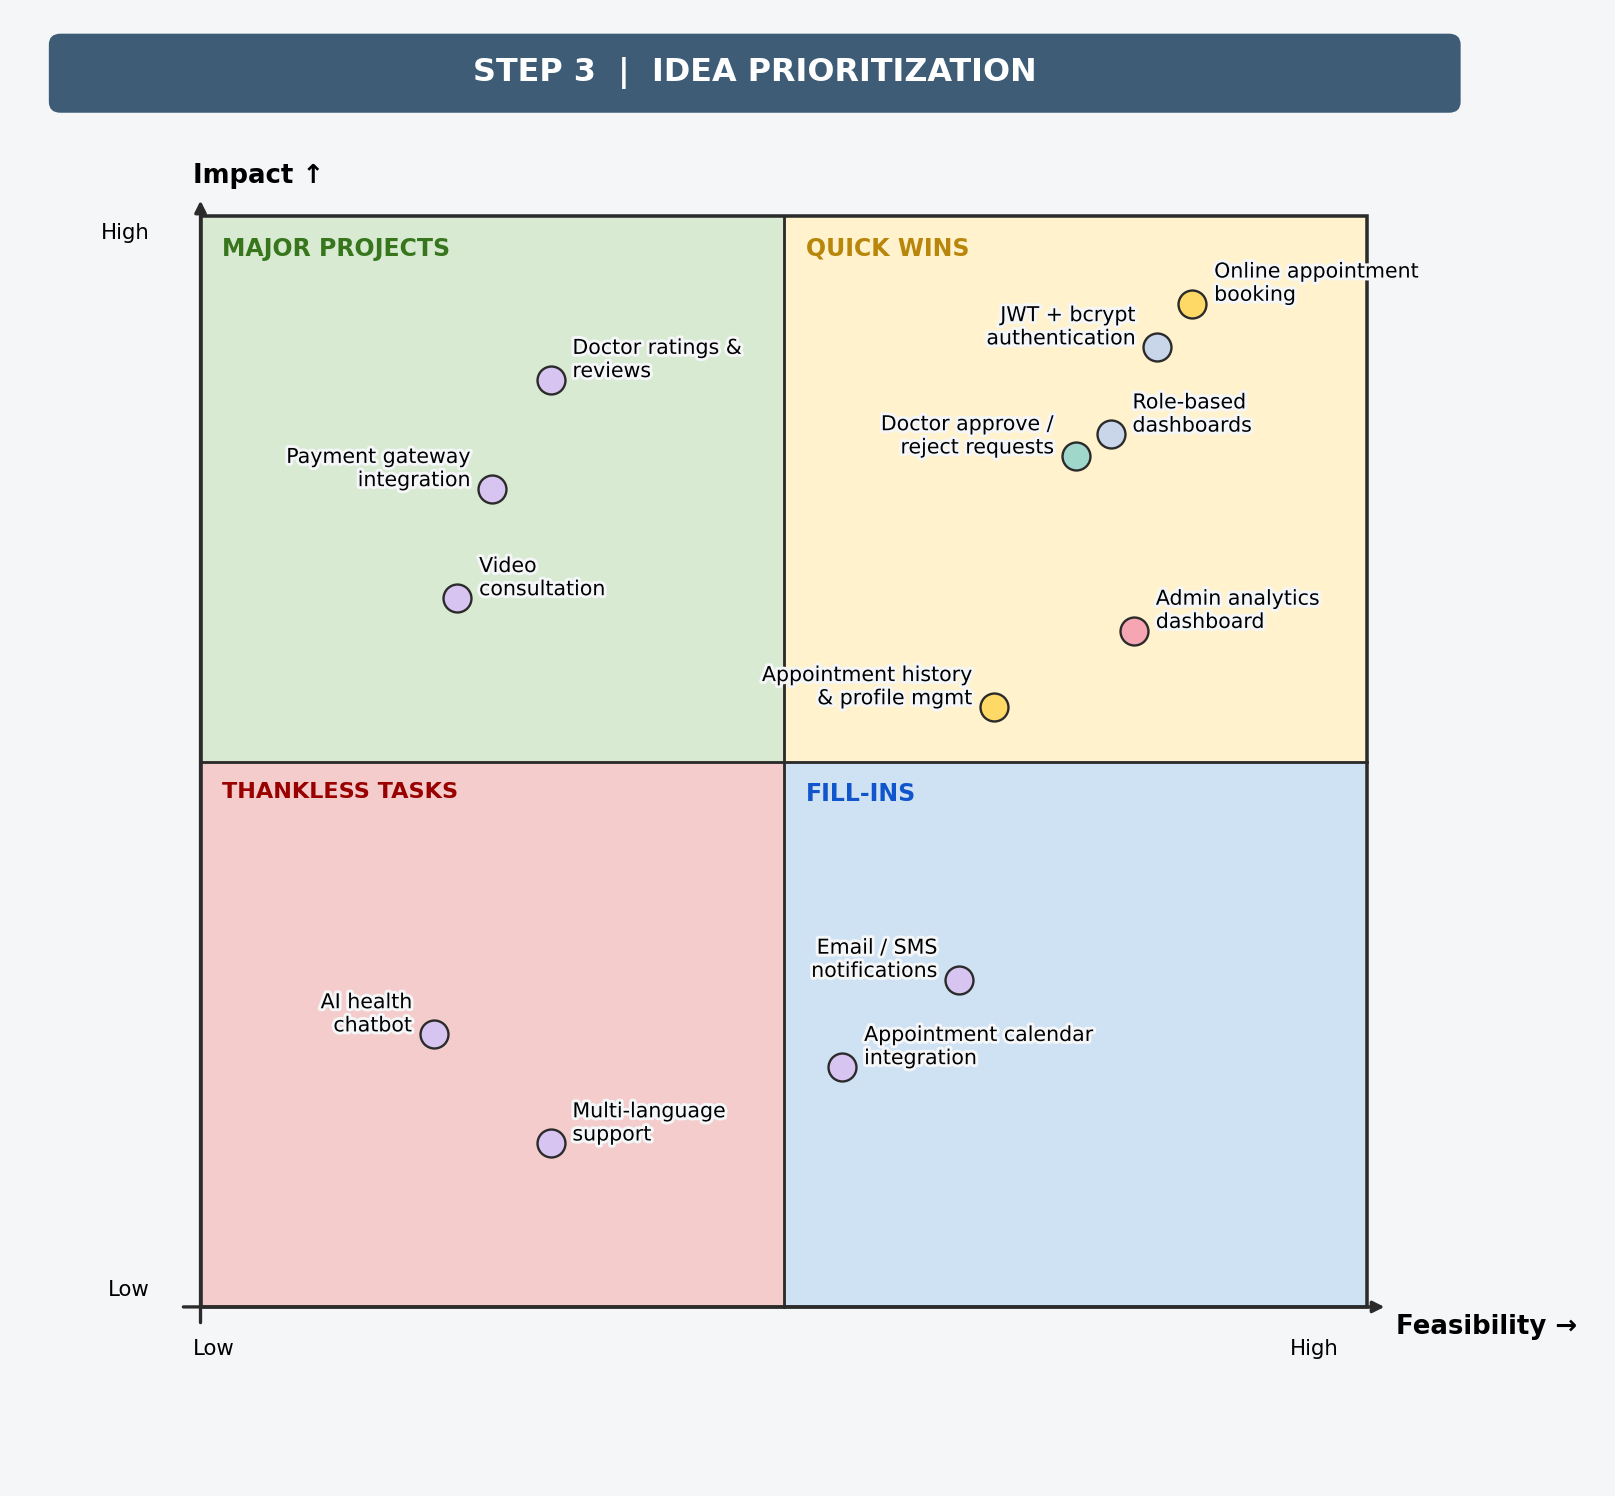 STEP 3 | IDEA PRIORITIZATION
Impact ↑
High
MAJOR PROJECTS
QUICK WINS
Online appointment
booking
JWT + bcrypt
authentication
Doctor ratings &
reviews
Role-based
dashboards
Doctor approve /
reject requests
Payment gateway
integration
Video
consultation
Admin analytics
dashboard
Appointment history
& profile mgmt
THANKLESS TASKS
FILL-INS
Email / SMS
notifications
AI health
chatbot
Appointment calendar
integration
Multi-language
support
Low
Feasibility →
Low
High